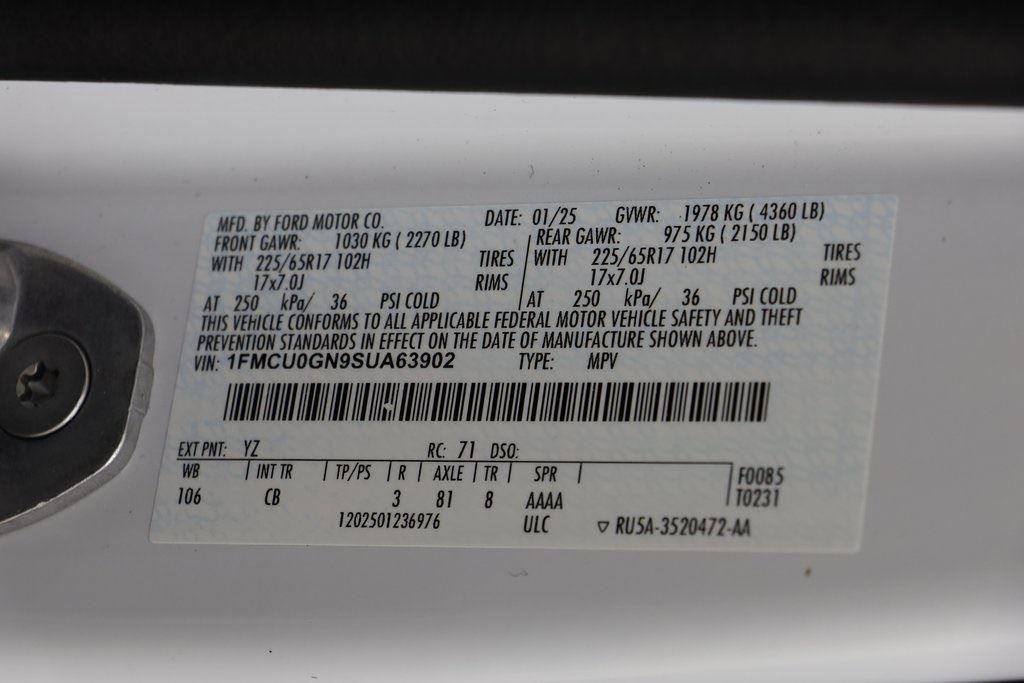 MFD. BY FORD MOTOR CO. DATE: 01/25 GVWR: 1978 KG ( 4360 LB)
FRONT GAWR: 1030 KG ( 2270 LB) REAR GAWR: 975 KG ( 2150 LB)
WITH 225/65R17 102H TIRES WITH 225/65R17 102H TIRES
17x7.0J RIMS 17x7.0J RIMS
AT 250 kPa/ 36 PSI COLD AT 250 kPa/ 36 PSI COLD
THIS VEHICLE CONFORMS TO ALL APPLICABLE FEDERAL MOTOR VEHICLE SAFETY AND THEFT
PREVENTION STANDARDS IN EFFECT ON THE DATE OF MANUFACTURE SHOWN ABOVE.
VIN: 1FMCU0GN9SUA63902 TYPE: MPV
EXT PNT: YZ RC: 71 DSO:
WB INT TR TP/PS R AXLE TR SPR F0085
106 CB 3 81 8 AAAA T0231
1202501236976 ULC ▽ RU5A-3520472-AA